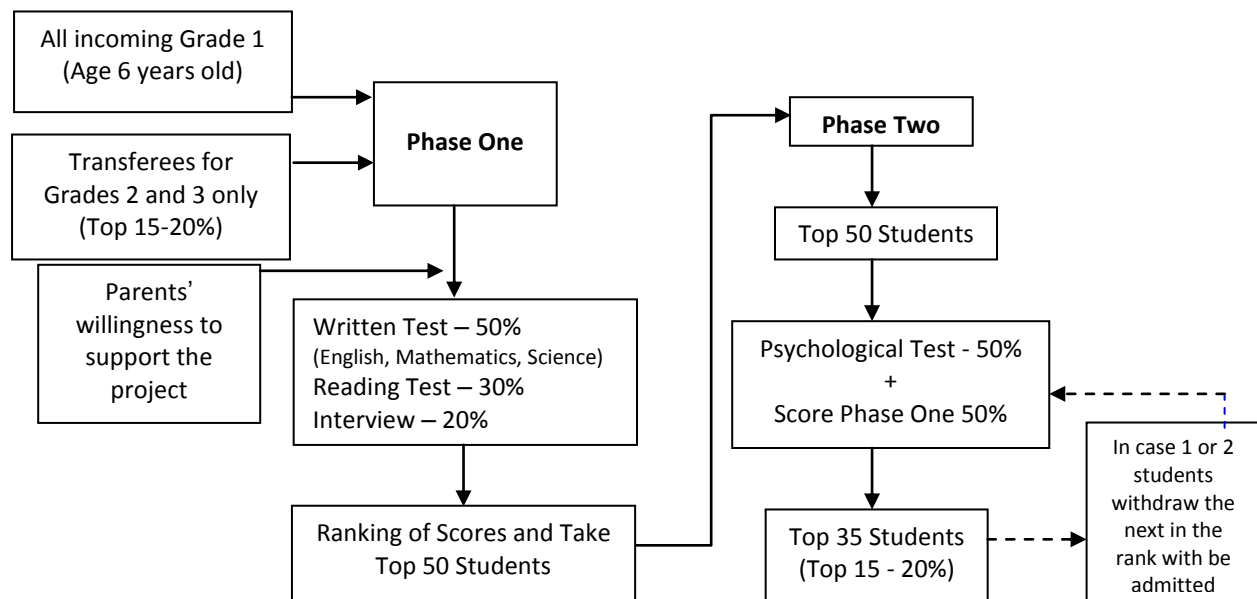 All incoming Grade 1
(Age 6 years old)
Transferees for
Grades 2 and 3 only
(Top 15-20%)
Parents’
willingness to
support the
project
Phase One
Written Test – 50%
(English, Mathematics, Science)
Reading Test – 30%
Interview – 20%
Ranking of Scores and Take
Top 50 Students
Phase Two
Top 50 Students
Psychological Test - 50%
+
Score Phase One 50%
Top 35 Students
(Top 15 - 20%)
In case 1 or 2
students
withdraw the
next in the
rank with be
admitted